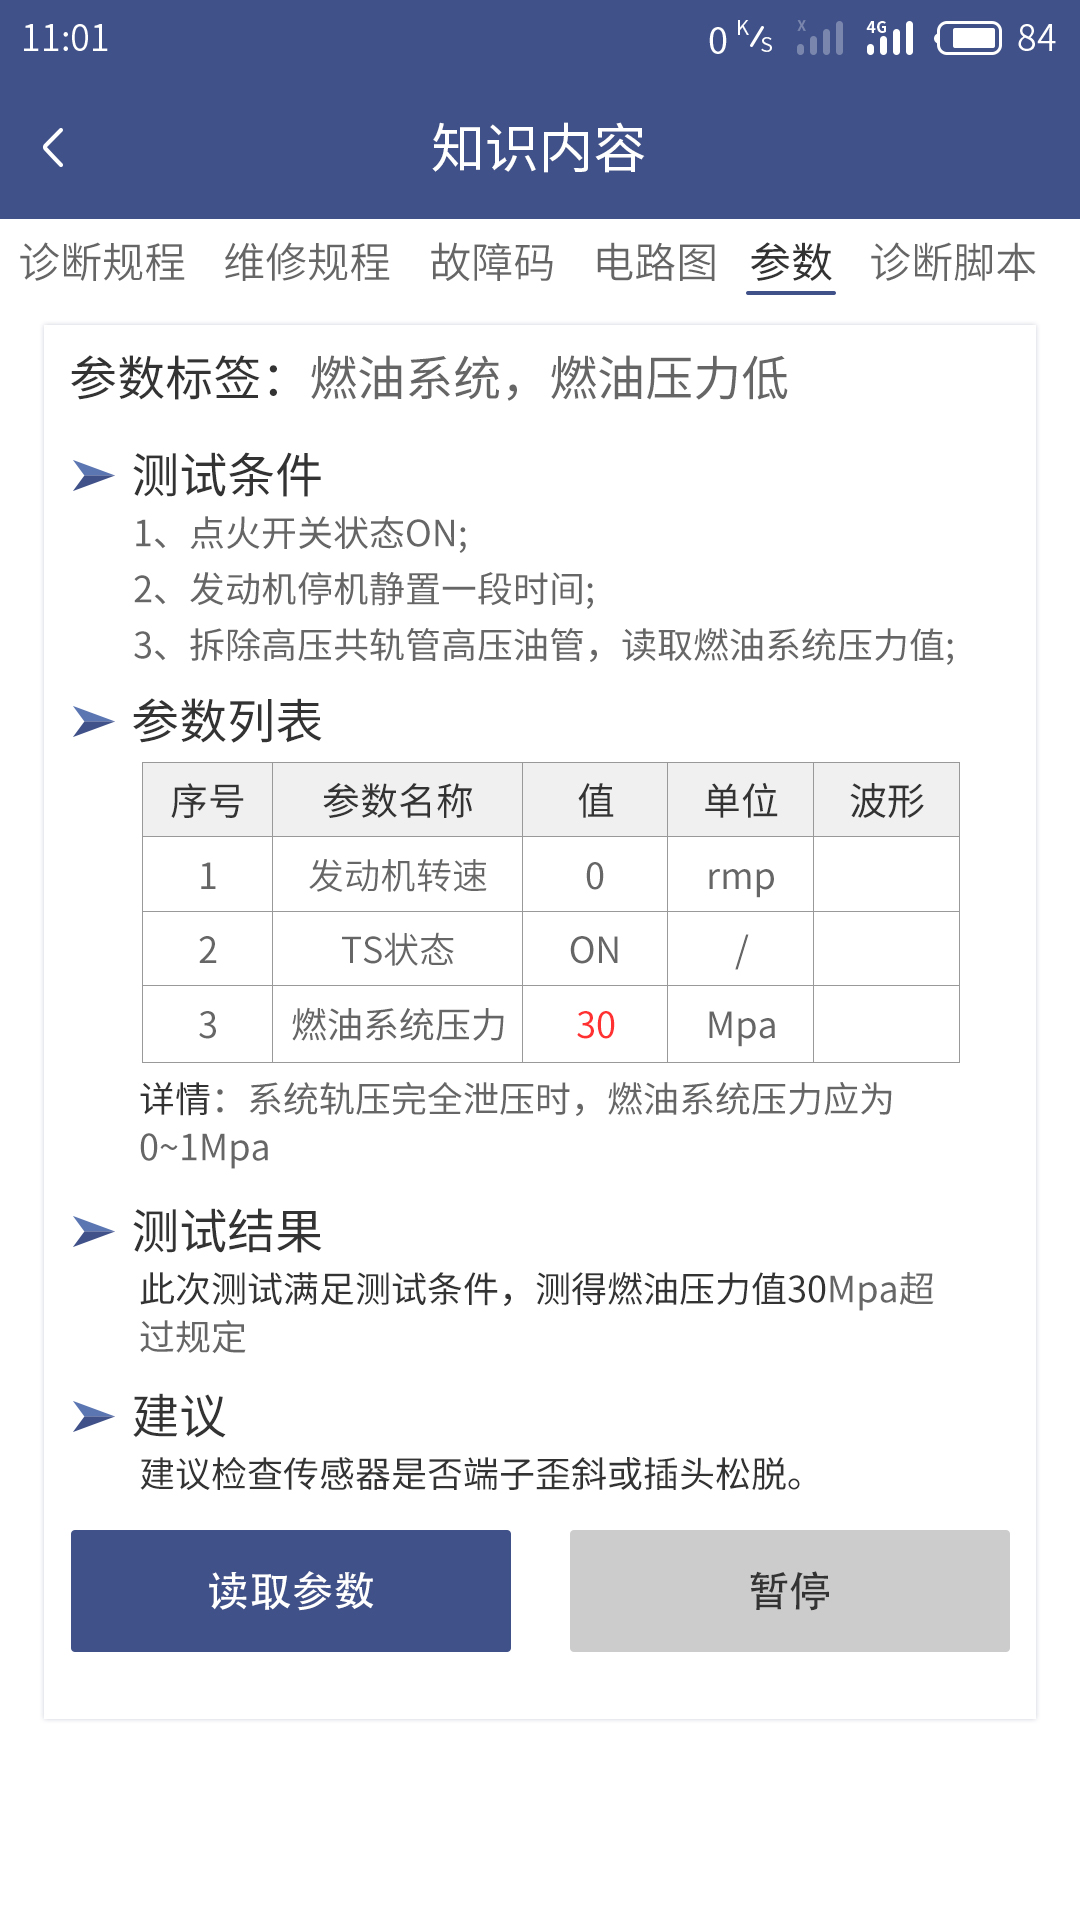 11:01 0 K/s X 4G 84
知识内容
诊断规程 维修规程 故障码 电路图 参数 诊断脚本
参数标签：燃油系统，燃油压力低
测试条件
1、点火开关状态ON;
2、发动机停机静置一段时间;
3、拆除高压共轨管高压油管，读取燃油系统压力值;
参数列表
序号 参数名称 值 单位 波形
1 发动机转速 0 rmp
2 TS状态 ON /
3 燃油系统压力 30 Mpa
详情：系统轨压完全泄压时，燃油系统压力应为
0~1Mpa
测试结果
此次测试满足测试条件，测得燃油压力值30Mpa超
过规定
建议
建议检查传感器是否端子歪斜或插头松脱。
读取参数 暂停